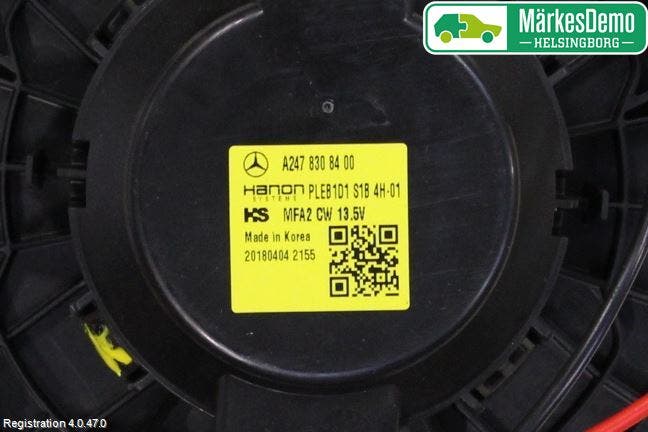 MärkesDemo
HELSINGBORG
A247 830 84 00
Hanon
SYSTEMS
PLEB1D1 S1B 4H-01
HS MFA2 CW 13.5V
Made in Korea
20180404 2155
Registration 4.0.47.0